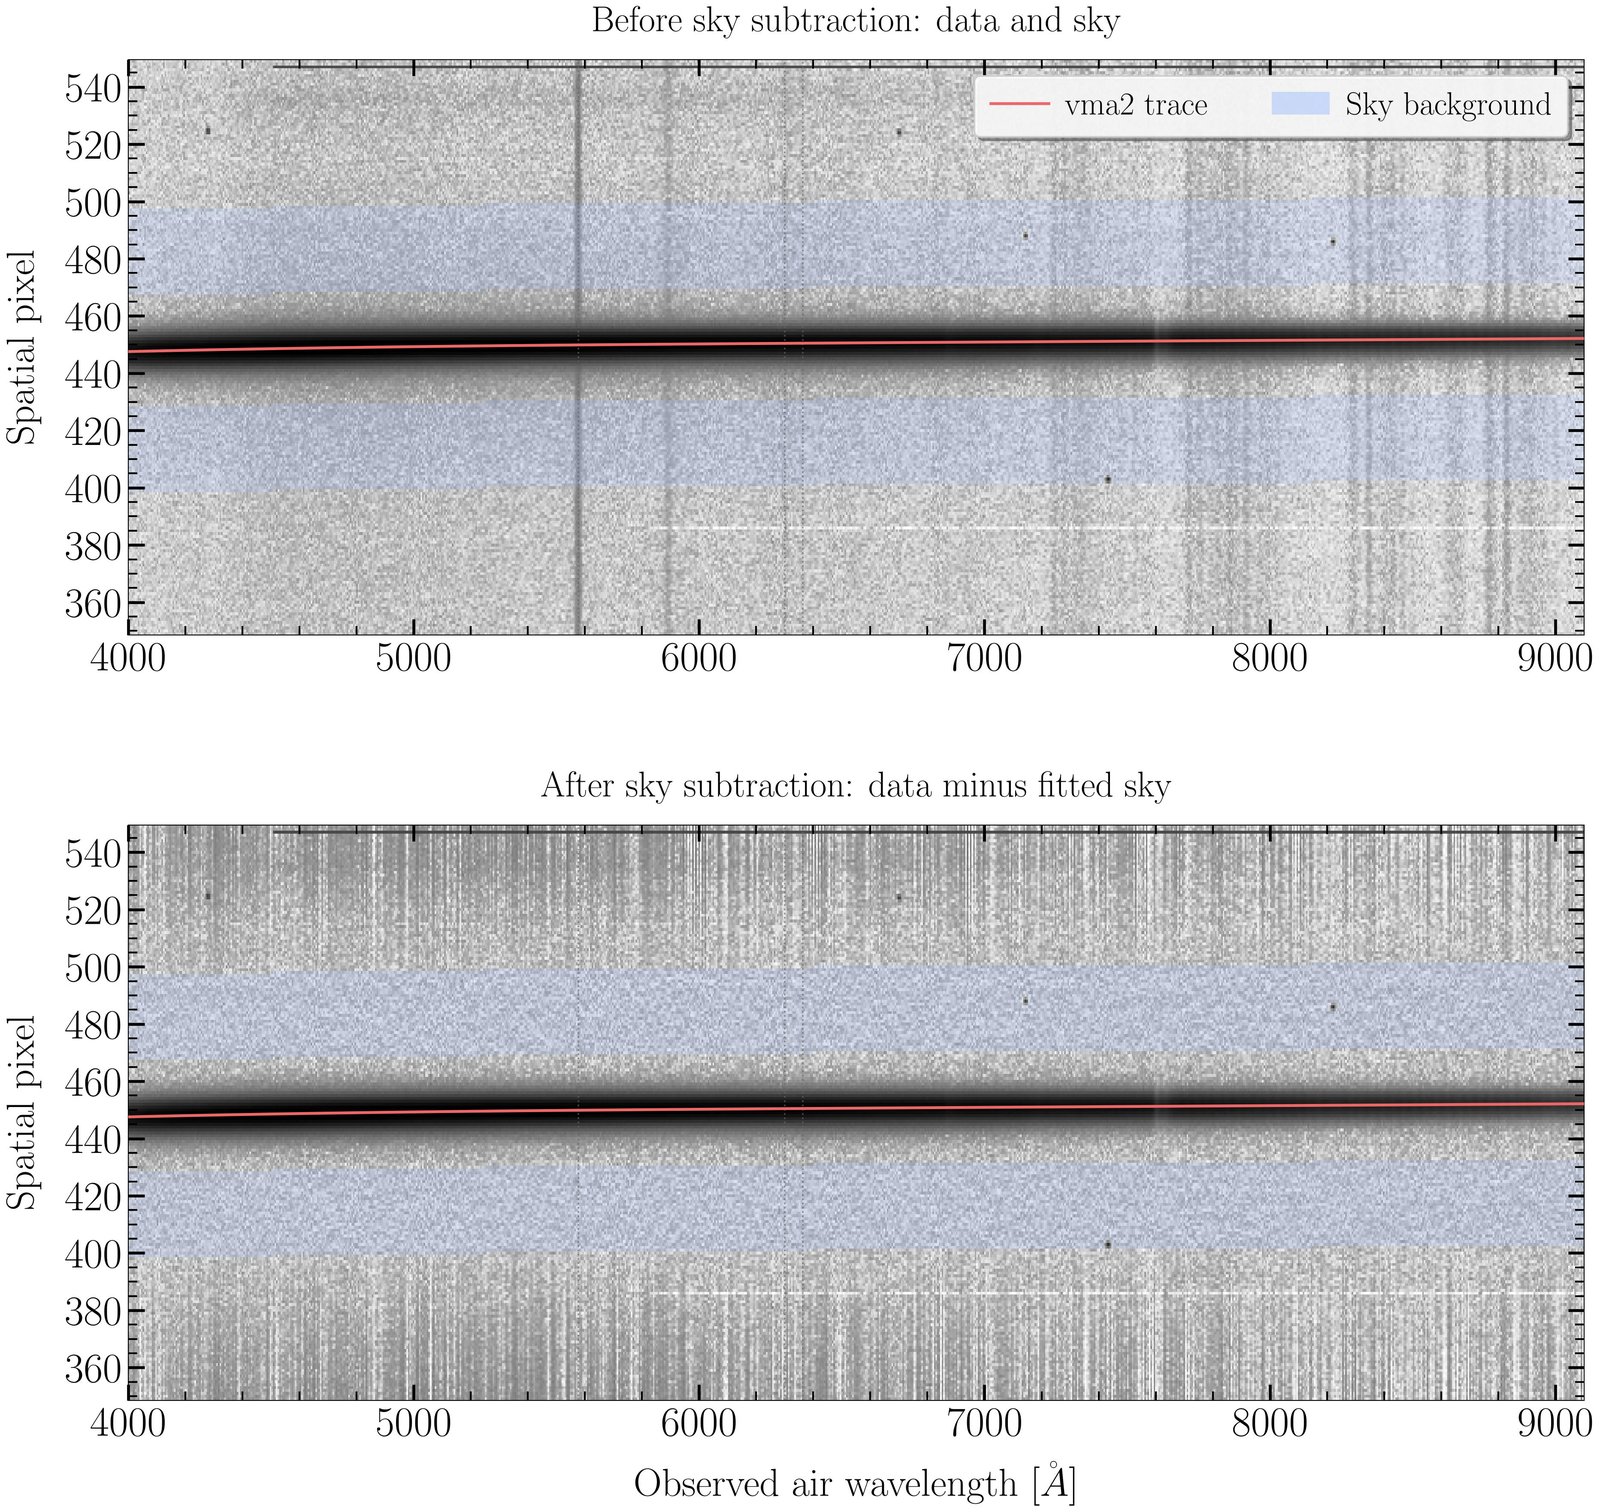 Before sky subtraction: data and sky
vma2 trace
Sky background
540
520
500
480
460
440
420
400
380
360
Spatial pixel
4000 5000 6000 7000 8000 9000
After sky subtraction: data minus fitted sky
540
520
500
480
460
440
420
400
380
360
Spatial pixel
4000 5000 6000 7000 8000 9000
Observed air wavelength [Å]